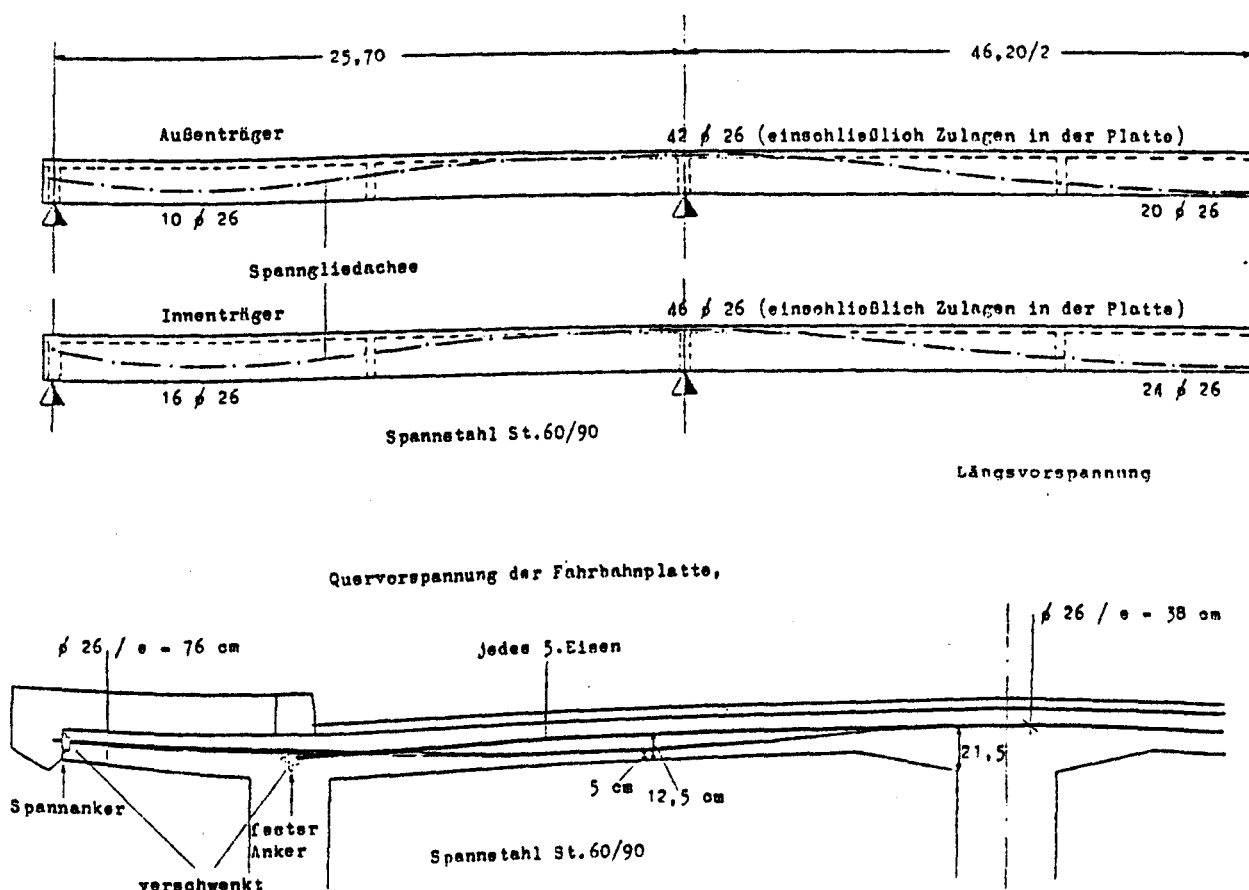 25,70
46,20/2
Außenträger
42 ϕ 26 (einschließlich Zulagen in der Platte)
10 ϕ 26
20 ϕ 26
Spanngliedachse
Innenträger
46 ϕ 26 (einschließlich Zulagen in der Platte)
16 ϕ 26
24 ϕ 26
Spannstahl St.60/90
Längsvorspannung
Quervorspannung der Fahrbahnplatte,
ϕ 26 / e = 38 cm
ϕ 26 / e = 76 cm
jedes 5.Eisen
21,5
5 cm
12,5 cm
Spannanker
fester
Anker
Spannstahl St.60/90
verschwenkt